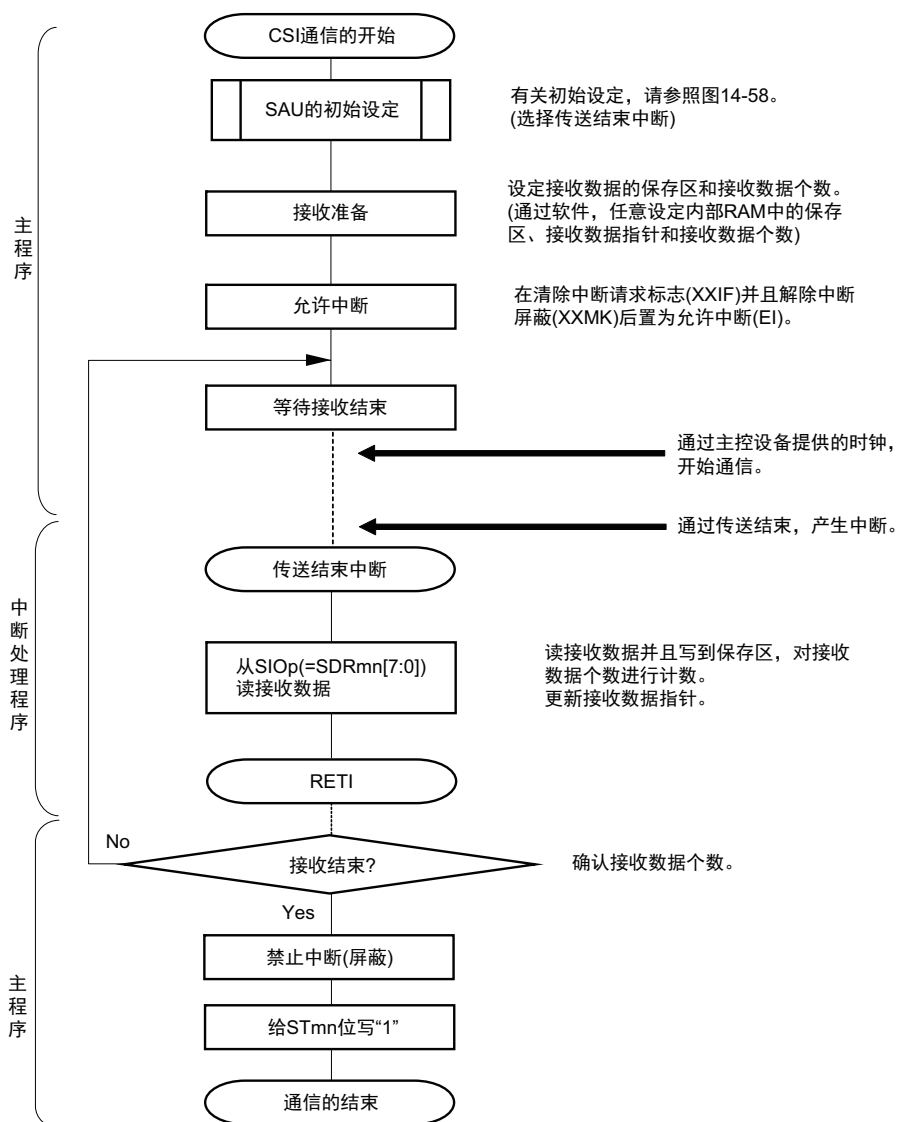 CSI通信的开始
SAU的初始设定
有关初始设定，请参照图14-58。
(选择传送结束中断)
接收准备
设定接收数据的保存区和接收数据个数。
(通过软件，任意设定内部RAM中的保存
区、接收数据指针和接收数据个数)
主程序
允许中断
在清除中断请求标志(XXIF)并且解除中断
屏蔽(XXMK)后置为允许中断(EI)。
等待接收结束
通过主控设备提供的时钟，
开始通信。
通过传送结束，产生中断。
传送结束中断
中断处理程序
从SIOp(=SDRmn[7:0])
读接收数据
读接收数据并且写到保存区，对接收
数据个数进行计数。
更新接收数据指针。
RETI
No
接收结束?
确认接收数据个数。
Yes
禁止中断(屏蔽)
主程序
给STmn位写“1”
通信的结束